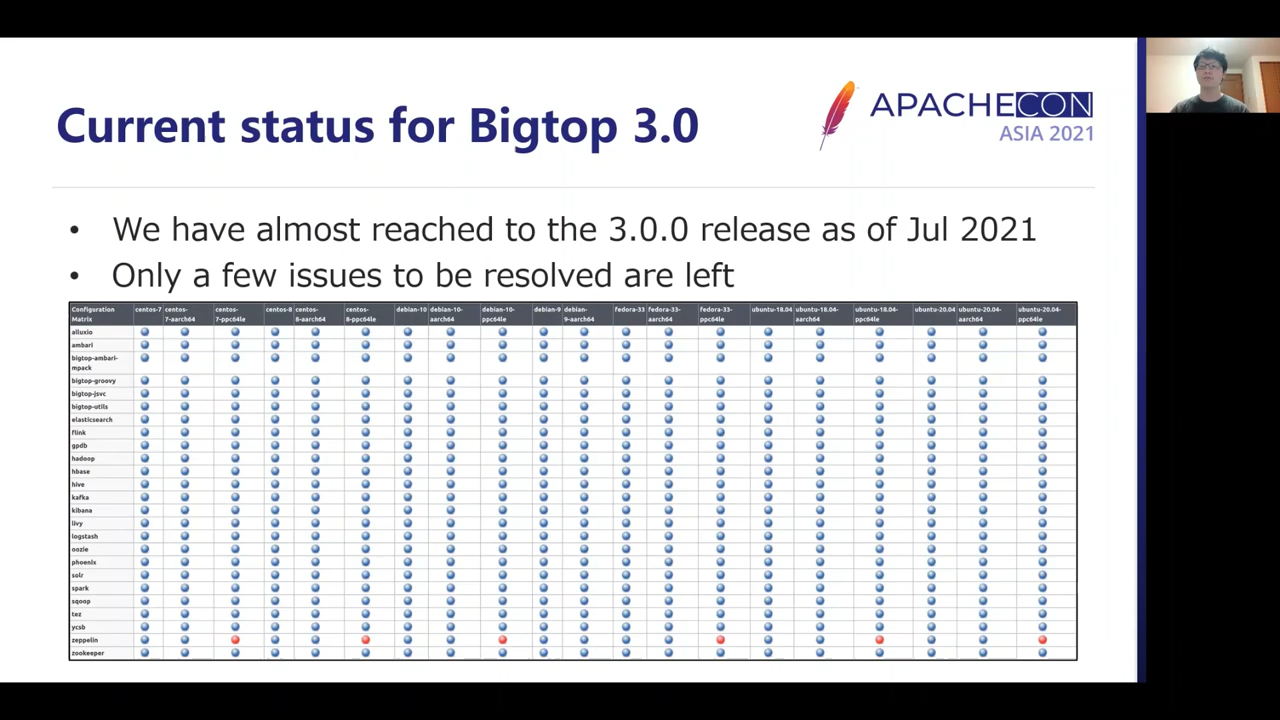 APACHECON
ASIA 2021
Current status for Bigtop 3.0
• We have almost reached to the 3.0.0 release as of Jul 2021
• Only a few issues to be resolved are left
Configuration Matrix centos-7 centos-7-aarch64 centos-7-ppc64le centos-8 centos-8-aarch64 centos-8-ppc64le debian-10 debian-10-aarch64 debian-10-ppc64le debian-9 debian-9-aarch64 fedora-33 fedora-33-aarch64 fedora-33-ppc64le ubuntu-18.04 ubuntu-18.04-aarch64 ubuntu-18.04-ppc64le ubuntu-20.04 ubuntu-20.04-aarch64 ubuntu-20.04-ppc64le
alluxio
ambari
bigtop-ambari-
mpack
bigtop-groovy
bigtop-jsvc
bigtop-utils
elasticsearch
flink
gpdb
hadoop
hbase
hive
kafka
kibana
livy
logstash
oozie
phoenix
solr
spark
sqoop
tez
ycsb
zeppelin
zookeeper